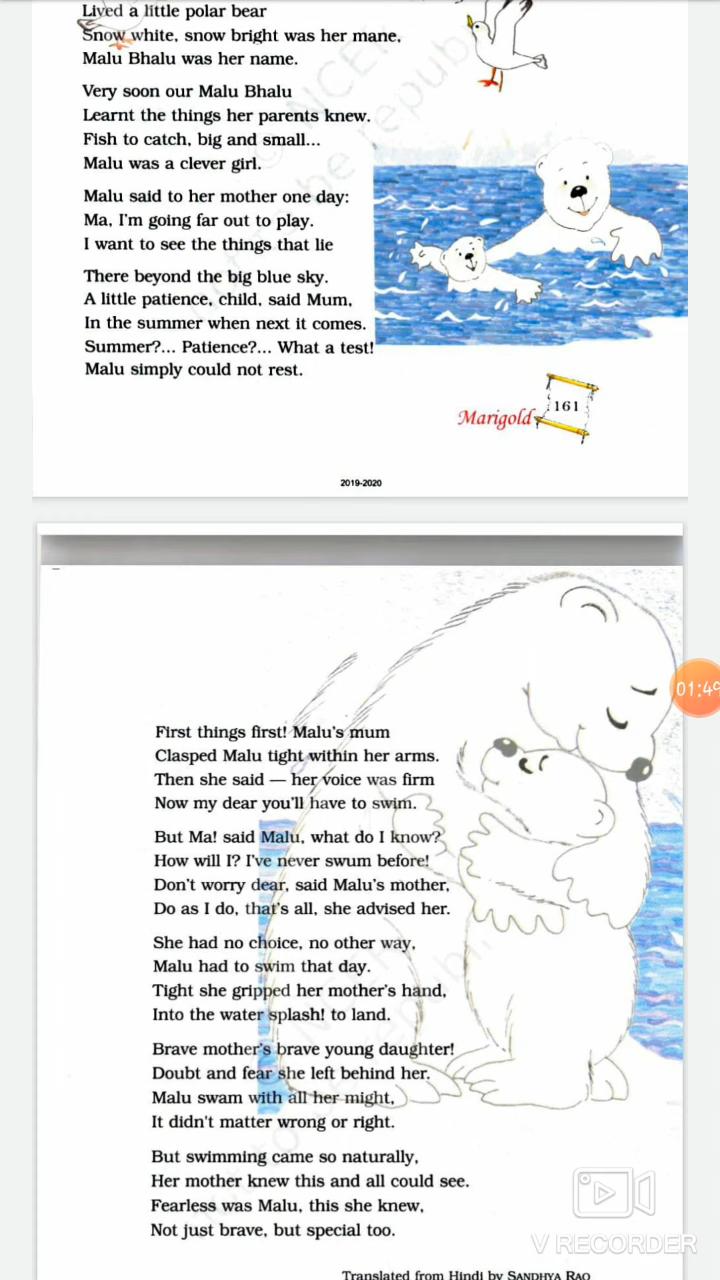 Lived a little polar bear
Snow white, snow bright was her mane,
Malu Bhalu was her name.
Very soon our Malu Bhalu
Learnt the things her parents knew.
Fish to catch, big and small...
Malu was a clever girl.
Malu said to her mother one day:
Ma, I'm going far out to play.
I want to see the things that lie
There beyond the big blue sky.
A little patience, child, said Mum,
In the summer when next it comes.
Summer?... Patience?... What a test!
Malu simply could not rest.
Marigold 161
2019-2020
First things first! Malu's mum
Clasped Malu tight within her arms.
Then she said — her voice was firm
Now my dear you'll have to swim.
But Ma! said Malu, what do I know?
How will I? I've never swum before!
Don't worry dear, said Malu's mother,
Do as I do, that's all, she advised her.
She had no choice, no other way,
Malu had to swim that day.
Tight she gripped her mother's hand,
Into the water splash! to land.
Brave mother's brave young daughter!
Doubt and fear she left behind her.
Malu swam with all her might,
It didn't matter wrong or right.
But swimming came so naturally,
Her mother knew this and all could see.
Fearless was Malu, this she knew,
Not just brave, but special too.
Translated from Hindi by SANDHYA RAO
01:49
V RECORDER